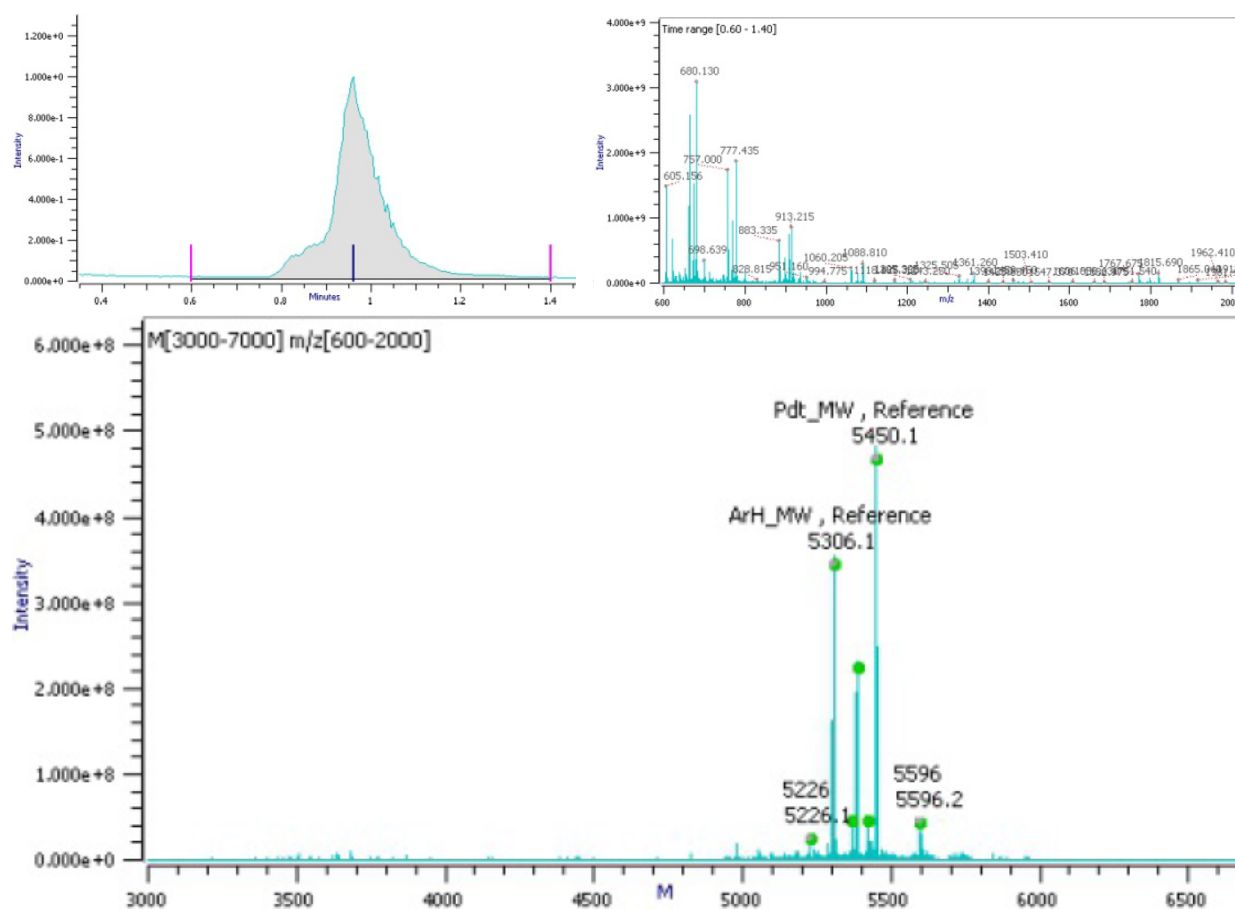 1.200e+0
1.000e+0
8.000e-1
6.000e-1
4.000e-1
2.000e-1
0.000e+0
Intensity
0.4 0.6 0.8 1 1.2 1.4
Minutes
4.000e+9
3.000e+9
2.000e+9
1.000e+9
0.000e+0
Intensity
Time range [0.60 - 1.40]
680.130
757.000 777.435
605.156
913.215
883.335
698.639
1060.205 1088.810
828.815 951.160 994.775
1325.505 1361.260
1503.410
1767.675 1815.690
1962.410
600 800 1000 1200 1400 1600 1800
m/z
M[3000-7000] m/z[600-2000]
6.000e+8
5.000e+8
4.000e+8
3.000e+8
2.000e+8
1.000e+8
0.000e+0
Intensity
Pdt_MW , Reference
5450.1
ArH_MW , Reference
5306.1
5226
5226.1
5596
5596.2
3000 3500 4000 4500 5000 5500 6000 6500
M